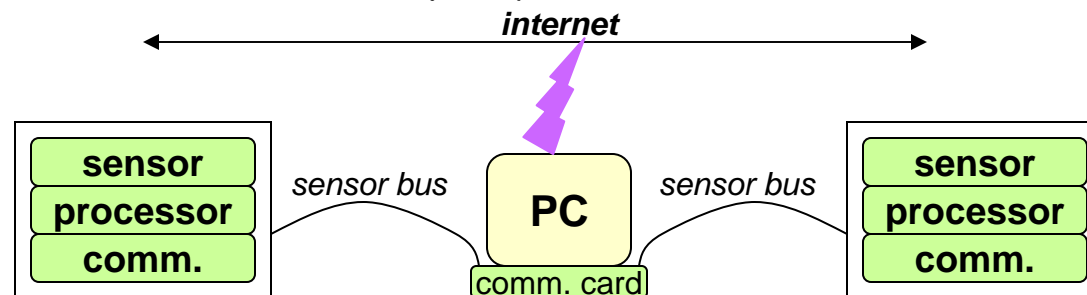 internet
sensor
processor
comm.
sensor bus
PC
comm. card
sensor bus
sensor
processor
comm.